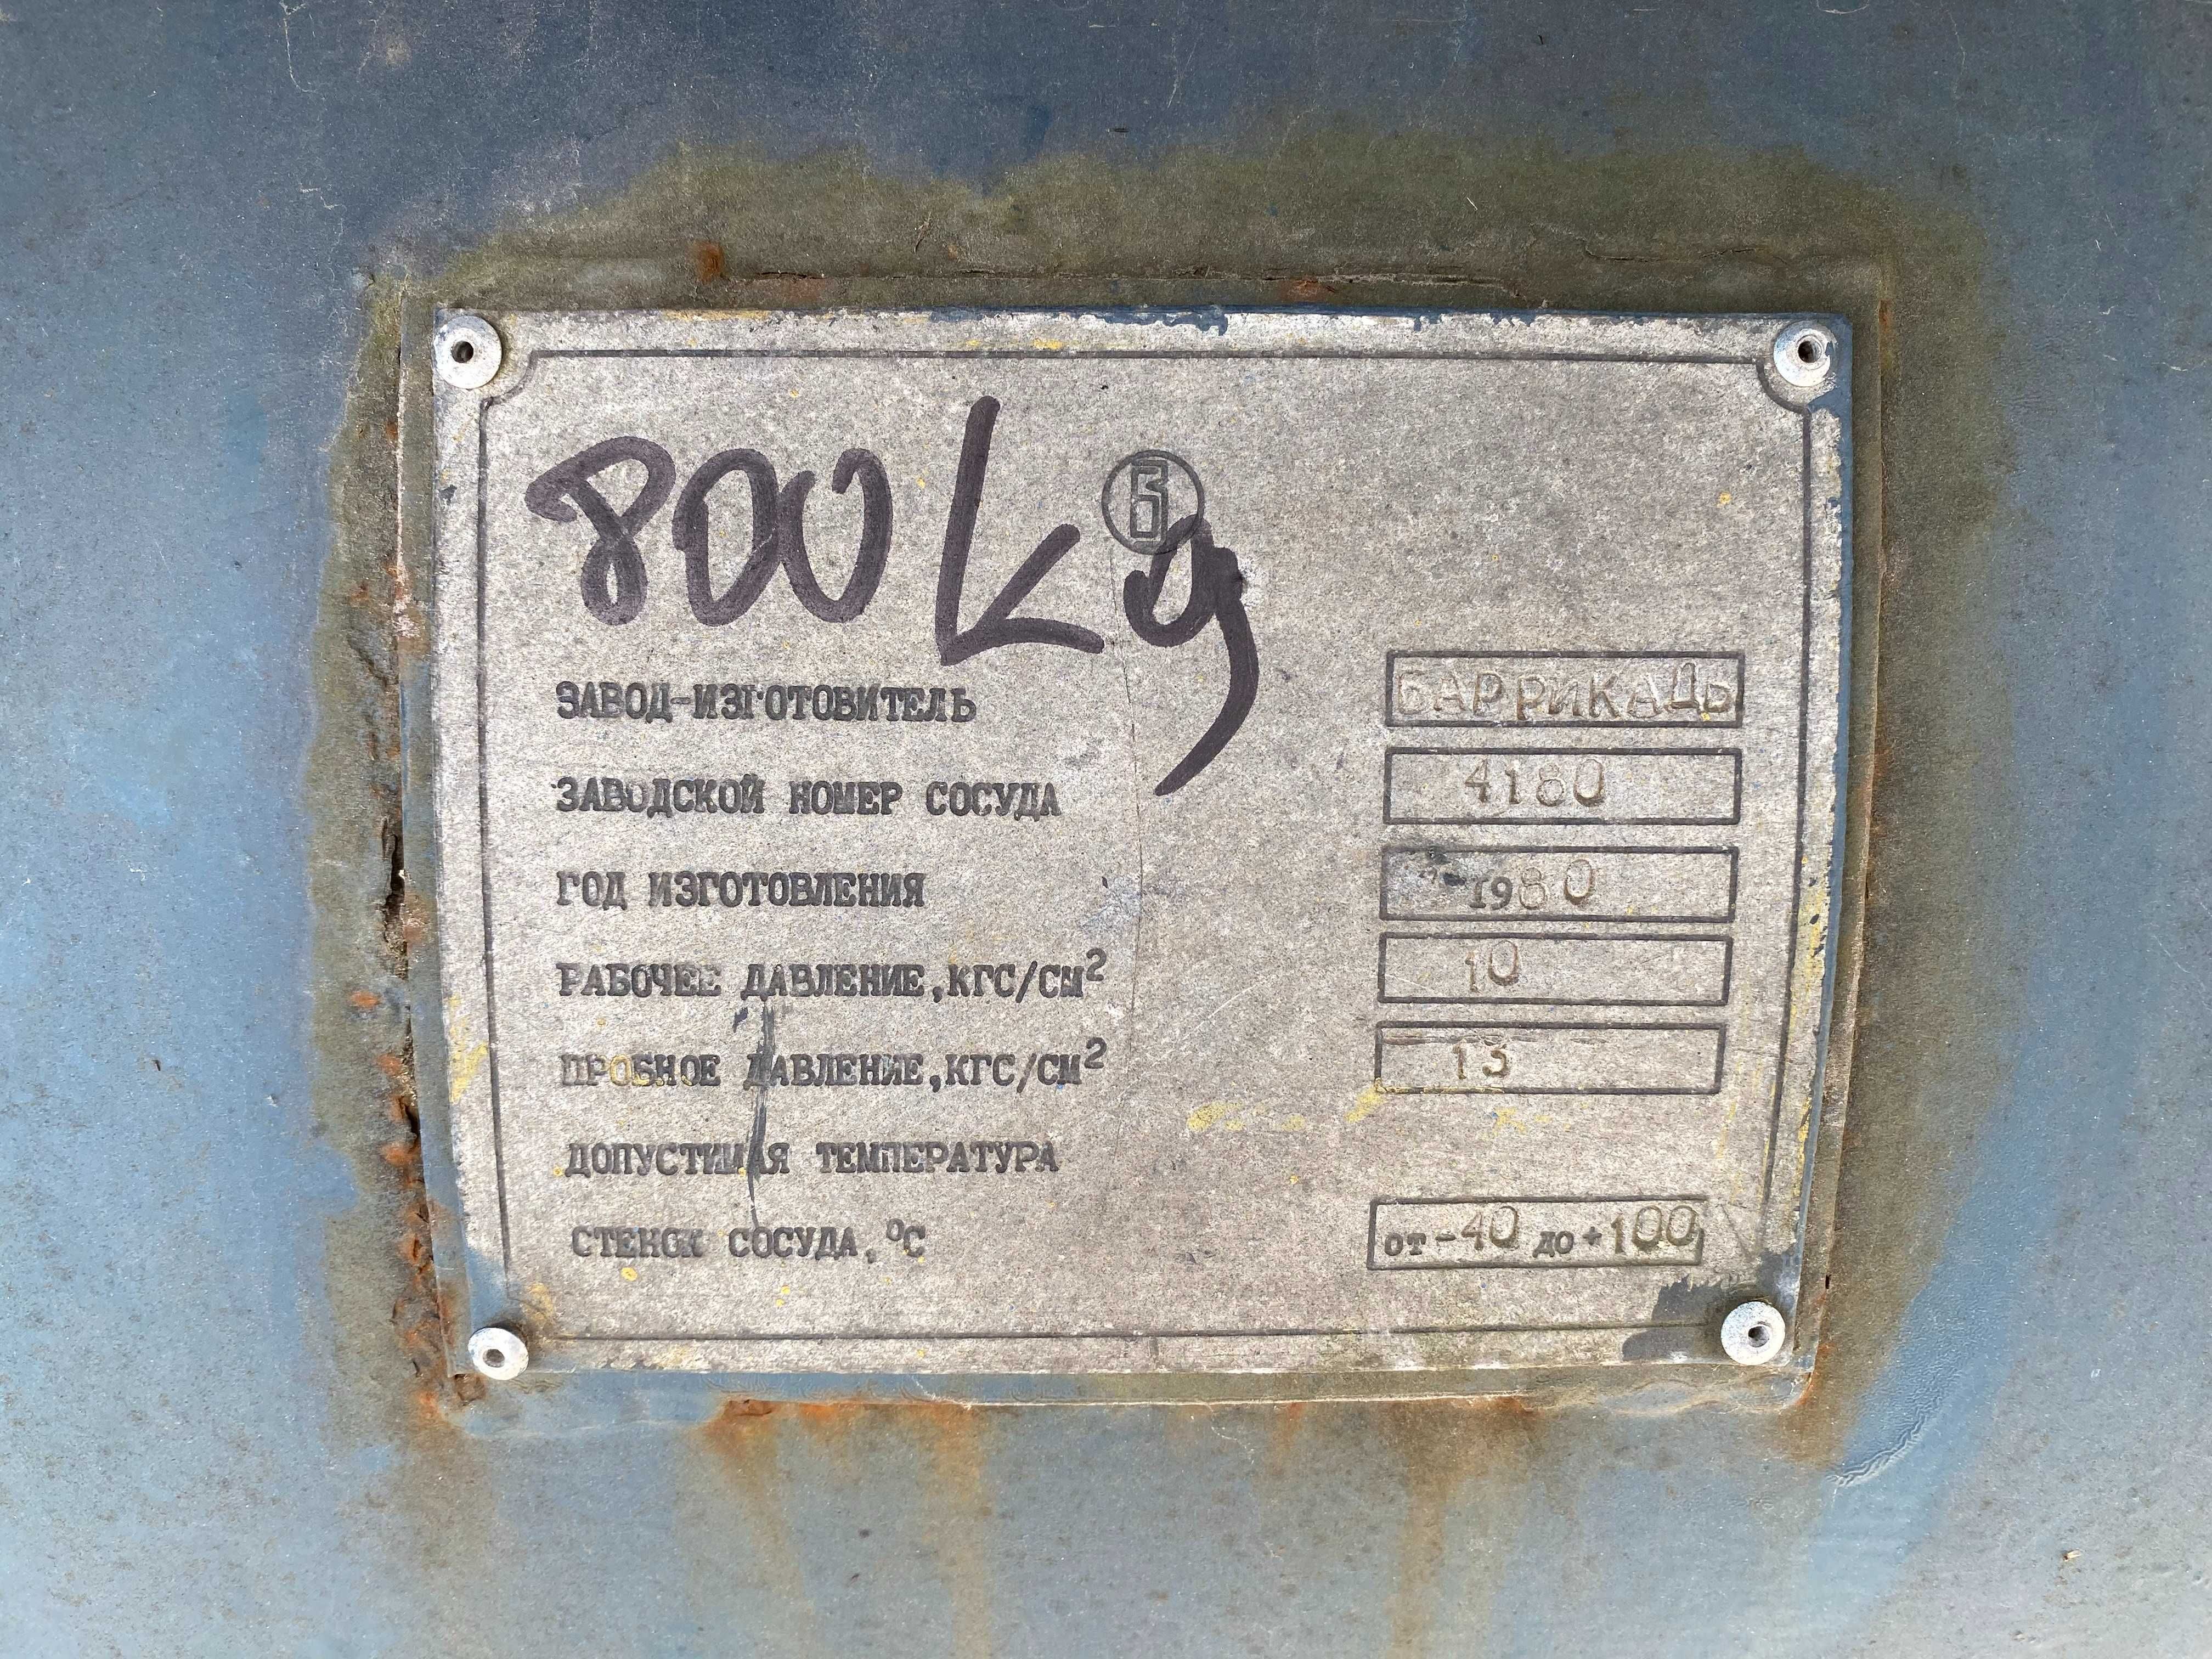 800 kg
Б
ЗАВОД-ИЗГОТОВИТЕЛЬ БАРРИКАДЫ
ЗАВОДСКОЙ НОМЕР СОСУДА 4180
ГОД ИЗГОТОВЛЕНИЯ 1980
РАБОЧЕЕ ДАВЛЕНИЕ,КГС/СМ² 10
ПРОБНОЕ ДАВЛЕНИЕ,КГС/СМ² 13
ДОПУСТИМАЯ ТЕМПЕРАТУРА
СТЕНОК СОСУДА, °С от -40 до +100